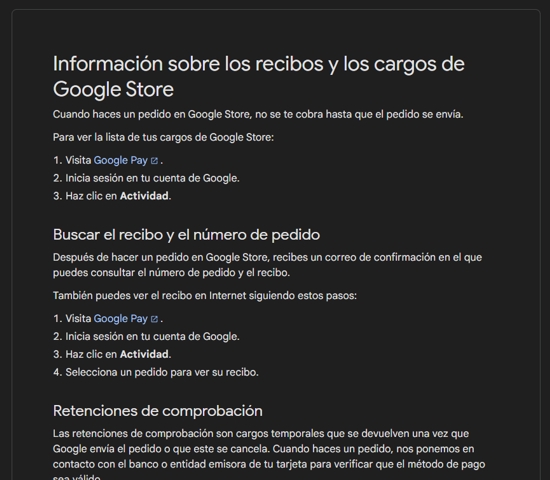 Información sobre los recibos y los cargos de
Google Store
Cuando haces un pedido en Google Store, no se te cobra hasta que el pedido se envía.
Para ver la lista de tus cargos de Google Store:
1. Visita Google Pay .
2. Inicia sesión en tu cuenta de Google.
3. Haz clic en Actividad.
Buscar el recibo y el número de pedido
Después de hacer un pedido en Google Store, recibes un correo de confirmación en el que
puedes consultar el número de pedido y el recibo.
También puedes ver el recibo en Internet siguiendo estos pasos:
1. Visita Google Pay .
2. Inicia sesión en tu cuenta de Google.
3. Haz clic en Actividad.
4. Selecciona un pedido para ver su recibo.
Retenciones de comprobación
Las retenciones de comprobación son cargos temporales que se devuelven una vez que
Google envía el pedido o que este se cancela. Cuando haces un pedido, nos ponemos en
contacto con el banco o entidad emisora de tu tarjeta para verificar que el método de pago
sea válido.